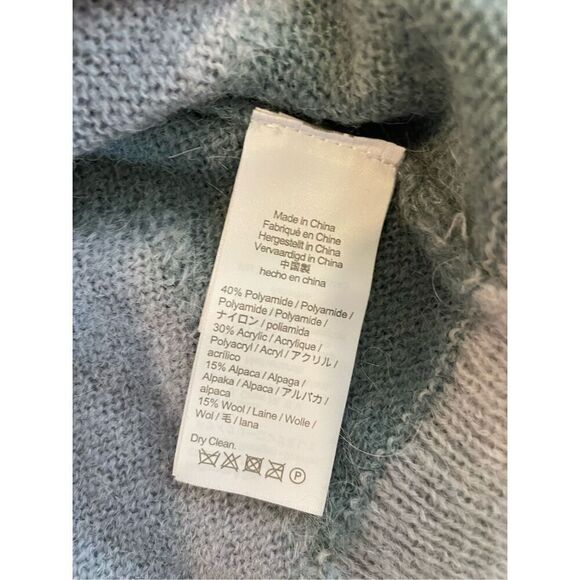 Made in China
Fabriqué en Chine
Hergestellt in China
Vervaardigd in China
中国製
hecho en china
40% Polyamide / Polyamide /
Polyamide / Polyamide /
ナイロン / poliamida
30% Acrylic / Acrylique /
Polyacryl / Acryl / アクリル /
acrílico
15% Alpaca / Alpaga /
Alpaka / Alpaca / アルパカ /
alpaca
15% Wool / Laine / Wolle /
Wol / 毛 / lana
Dry Clean.
P